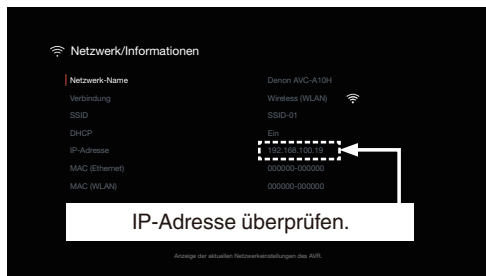 Netzwerk/Informationen
Netzwerk-Name Denon AVC-A10H
Verbindung Wireless (WLAN)
SSID SSID-01
DHCP Ein
IP-Adresse 192.168.100.19
MAC (Ethernet) 000000-000000
MAC (WLAN) 000000-000000
IP-Adresse überprüfen.
Anzeige der aktuellen Netzwerkeinstellungen des AVR.